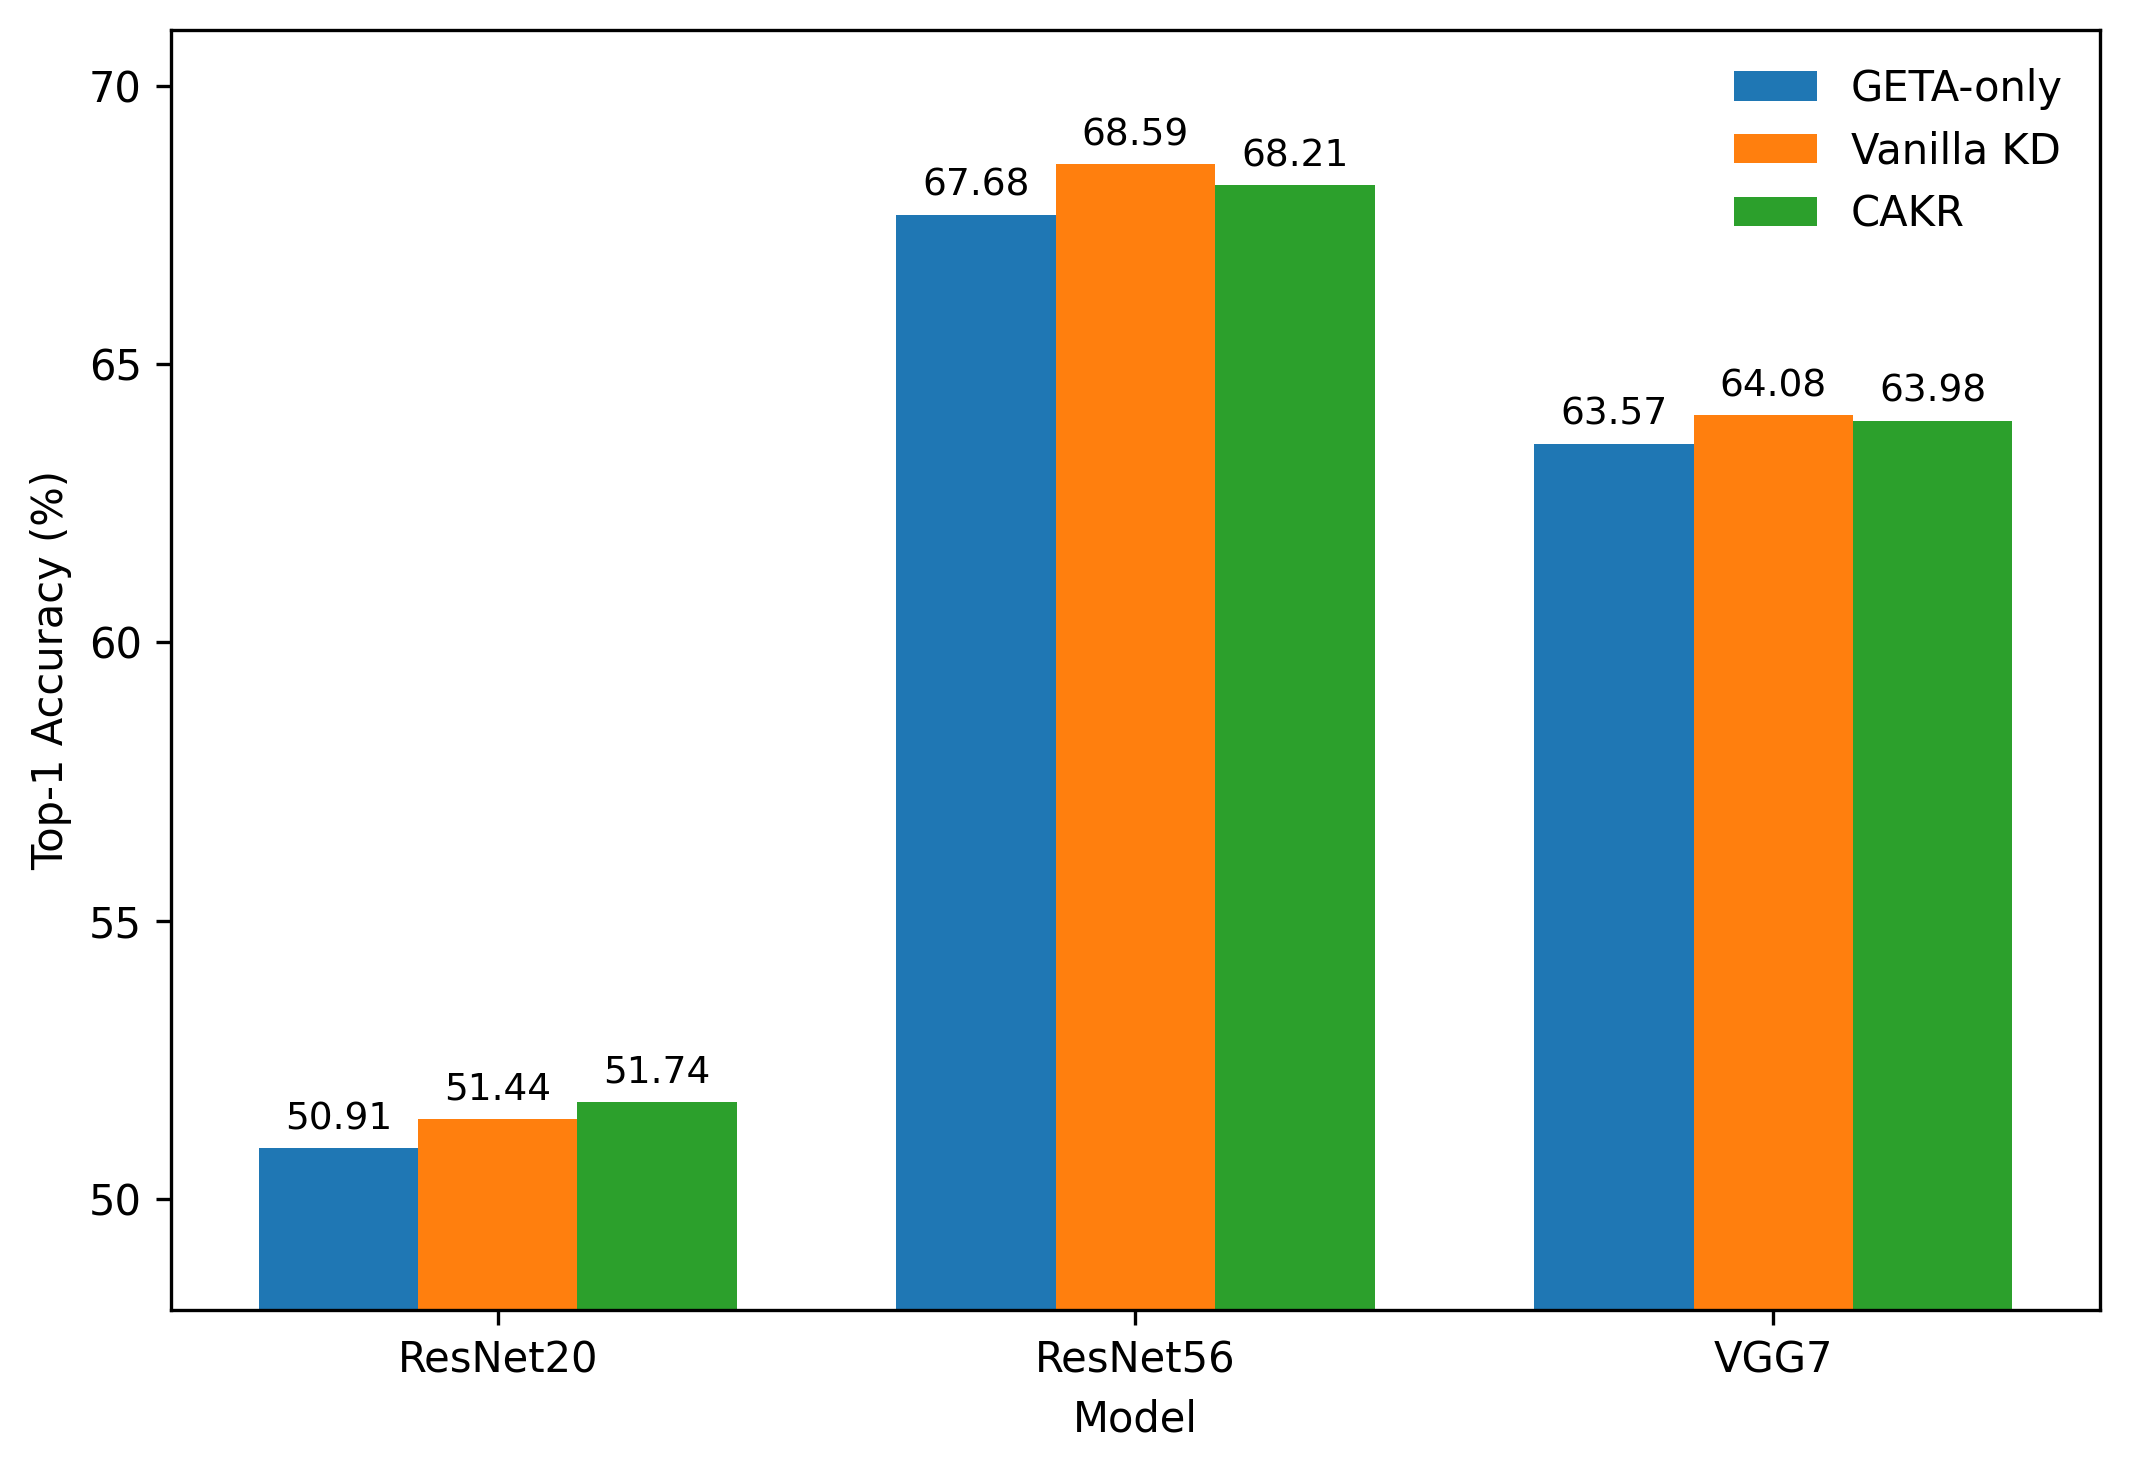 70
65
60
55
50
Top-1 Accuracy (%)
GETA-only
Vanilla KD
CAKR
50.91
51.44
51.74
67.68
68.59
68.21
63.57
64.08
63.98
ResNet20
ResNet56
VGG7
Model